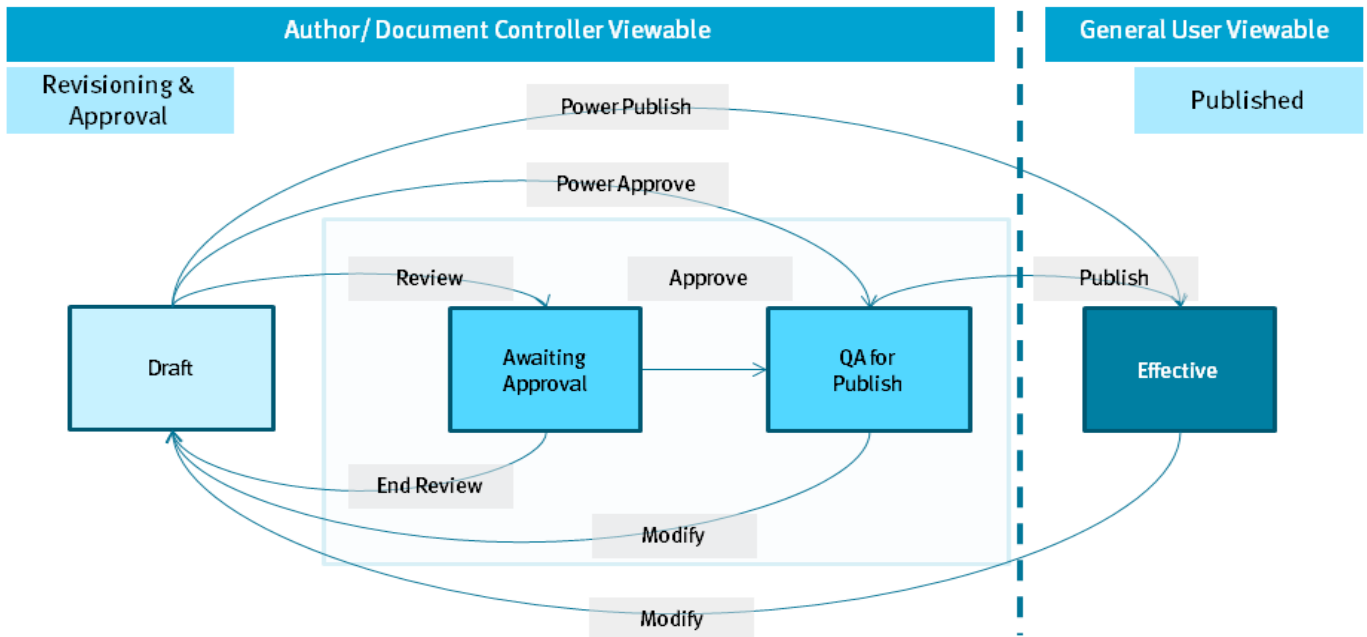 Author/ Document Controller Viewable
General User Viewable
Revisioning &
Approval
Published
Power Publish
Power Approve
Review
Approve
Publish
Draft
Awaiting
Approval
QA for
Publish
Effective
End Review
Modify
Modify